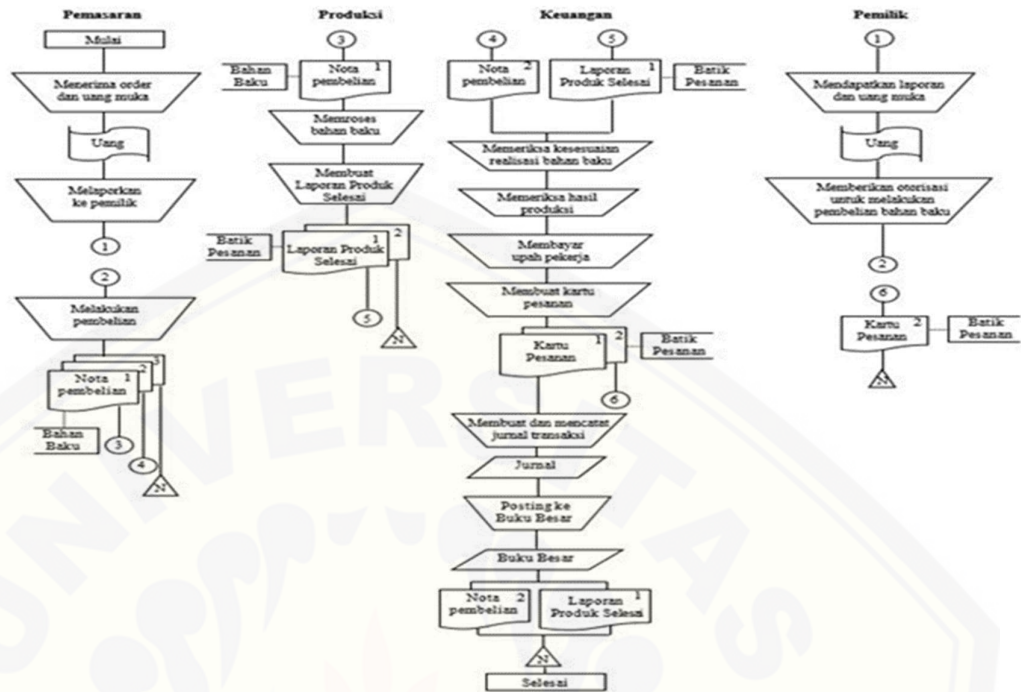 Pemasaran
Mulai
Menerima order
dan uang muka
Uang
Melaporkan
ke pemilik
1
2
Melakukan
pembelian
3
2
Nota 1
pembelian
Bahan
Baku
3
4
N
Produksi
3
Bahan
Baku
Nota 1
pembelian
Memroses
bahan baku
Membuat
Laporan Produk
Selesai
Batik
Pesanan
2
1
Laporan Produk
Selesai
5
N
Keuangan
4
5
Nota 2
pembelian
Laporan 1
Produk Selesai
Batik
Pesanan
Memeriksa kesesuaian
realisasi bahan baku
Memeriksa hasil
produksi
Membayar
upah pekerja
Membuat kartu
pesanan
2
Kartu 1
Pesanan
Batik
Pesanan
6
Membuat dan mencatat
jurnal transaksi
Jurnal
Posting ke
Buku Besar
Buku Besar
Nota 2
pembelian
Laporan 1
Produk Selesai
N
Selesai
Pemilik
1
Mendapatkan laporan
dan uang muka
Uang
Memberikan otorisasi
untuk melakukan
pembelian bahan baku
2
6
Kartu 2
Pesanan
Batik
Pesanan
N
UNIVERSITAS